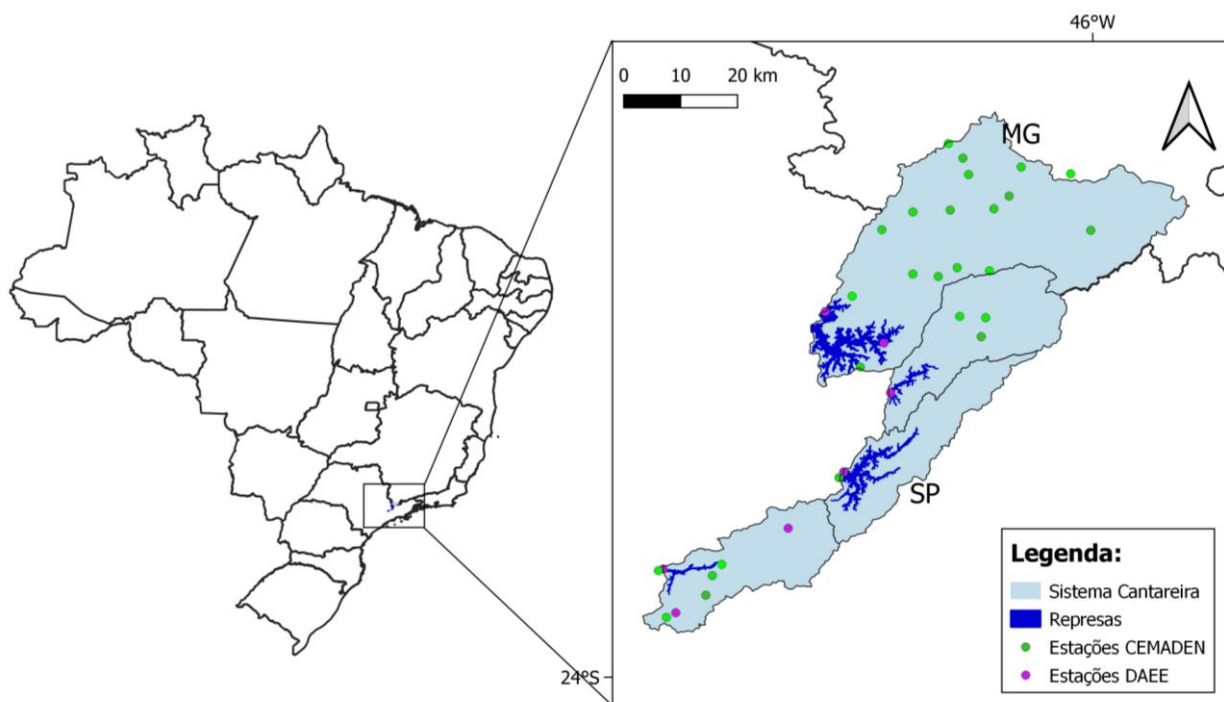 46°W
0 10 20 km
MG
SP
Legenda:
Sistema Cantareira
Represas
Estações CEMADEN
Estações DAEE
24°S